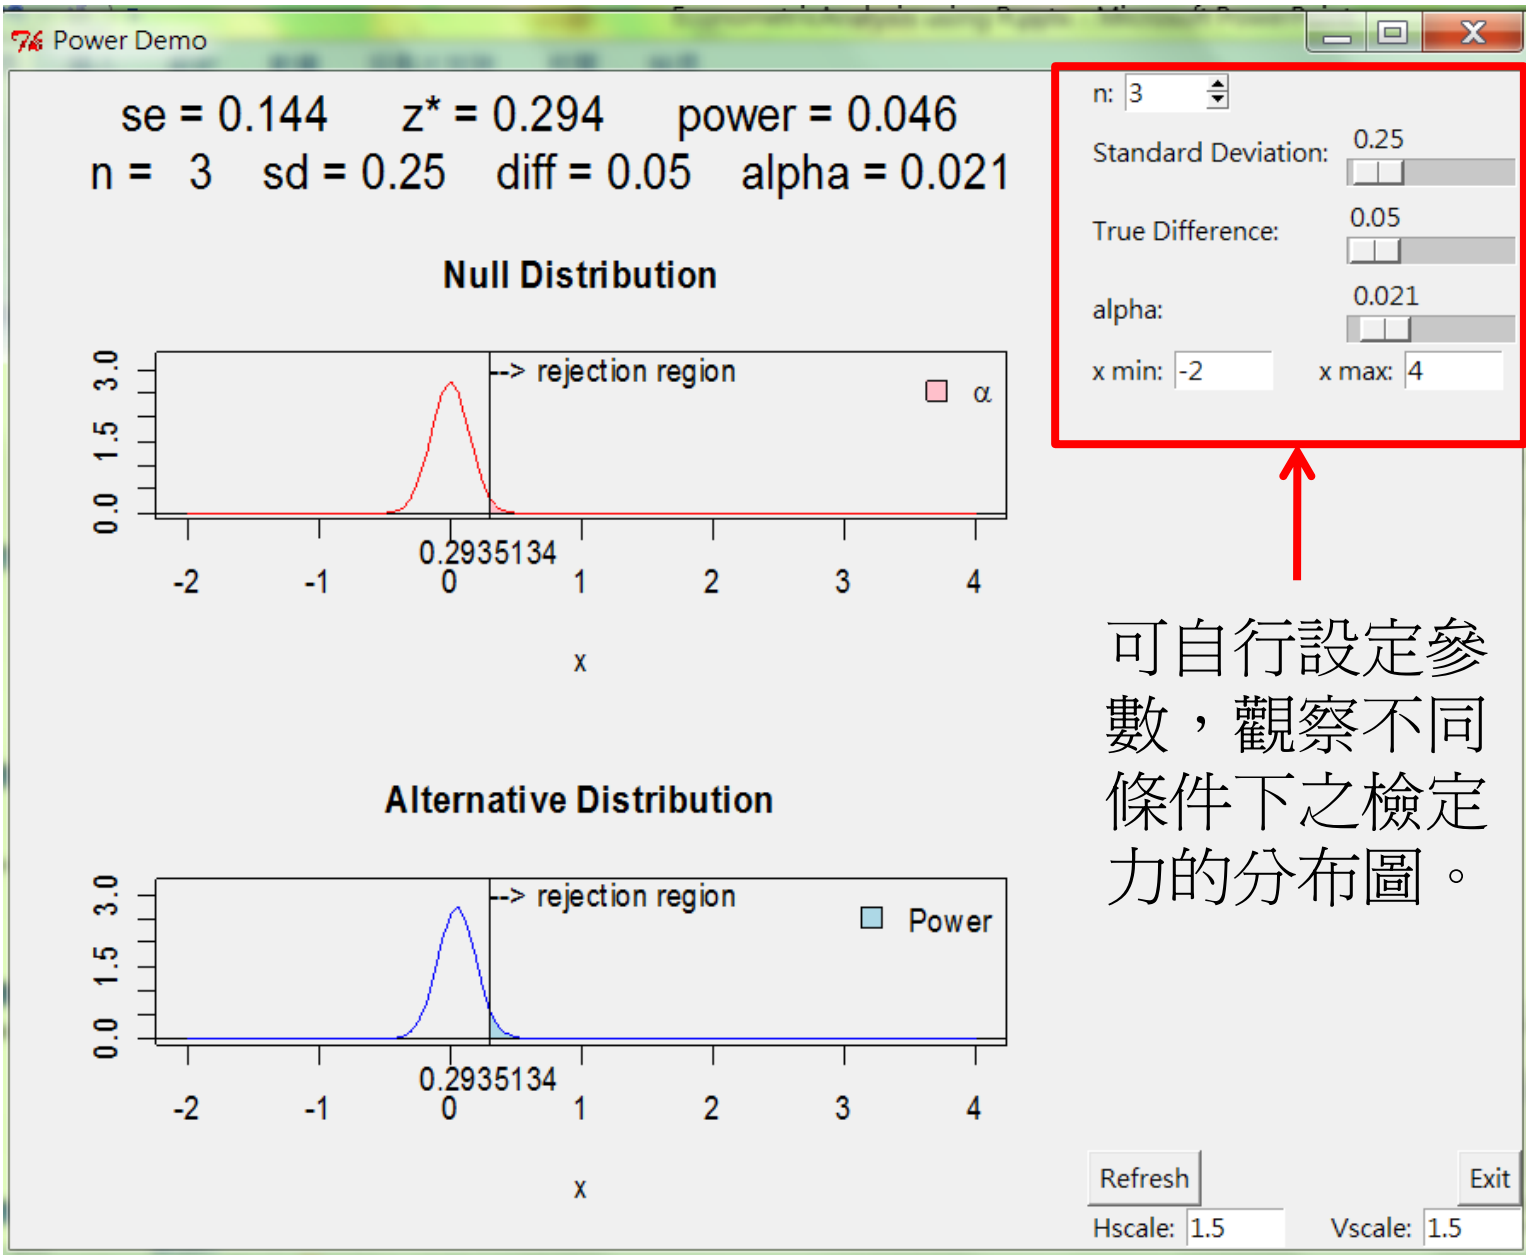 Power Demo
se = 0.144 z* = 0.294 power = 0.046
n = 3 sd = 0.25 diff = 0.05 alpha = 0.021
Null Distribution
--> rejection region
α
3.0
1.5
0.0
0.2935134
-2 -1 0 1 2 3 4
x
Alternative Distribution
--> rejection region
Power
3.0
1.5
0.0
0.2935134
-2 -1 0 1 2 3 4
x
n: 3
Standard Deviation: 0.25
True Difference: 0.05
alpha: 0.021
x min: -2 x max: 4
可自行設定參
數，觀察不同
條件下之檢定
力的分布圖。
Refresh Exit
Hscale: 1.5 Vscale: 1.5